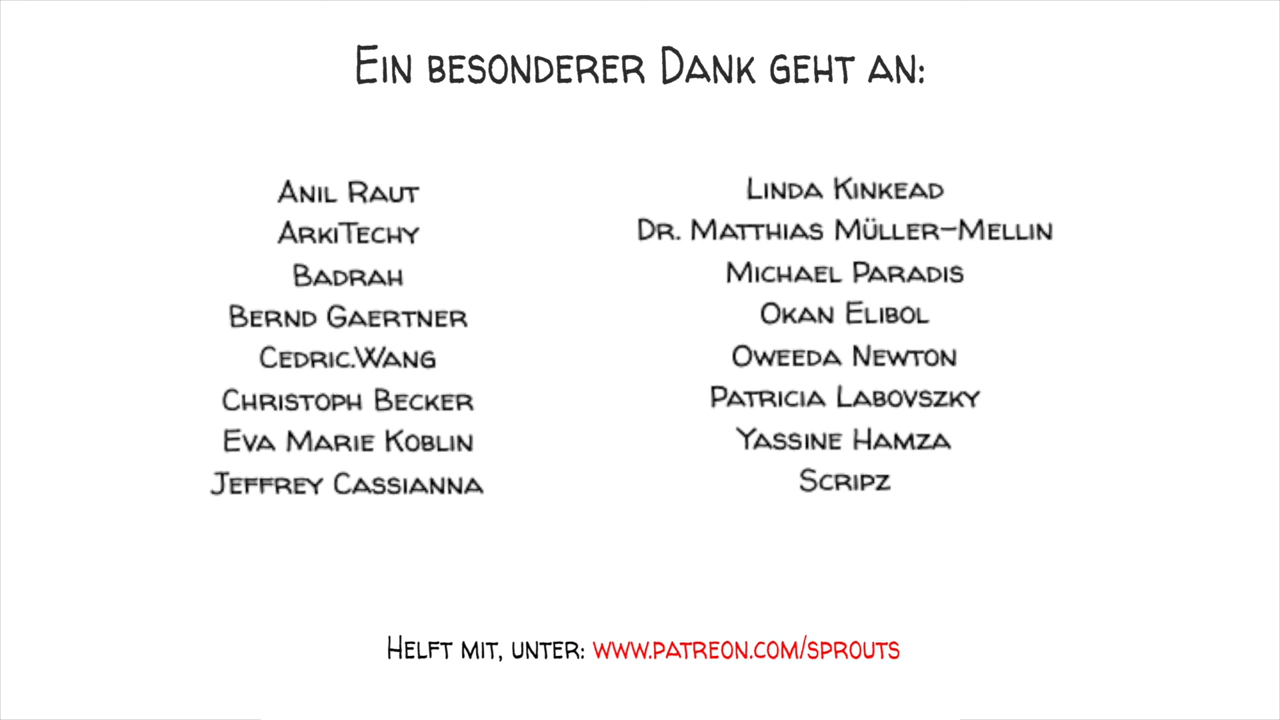 Ein besonderer Dank geht an:
Anil Raut
ArkiTechy
Badrah
Bernd Gaertner
Cedric.Wang
Christoph Becker
Eva Marie Koblin
Jeffrey Cassianna
Linda Kinkead
Dr. Matthias Müller-Mellin
Michael Paradis
Okan Elibol
Oweeda Newton
Patricia Labovszky
Yassine Hamza
Scripz
Helft mit, unter: www.patreon.com/sprouts